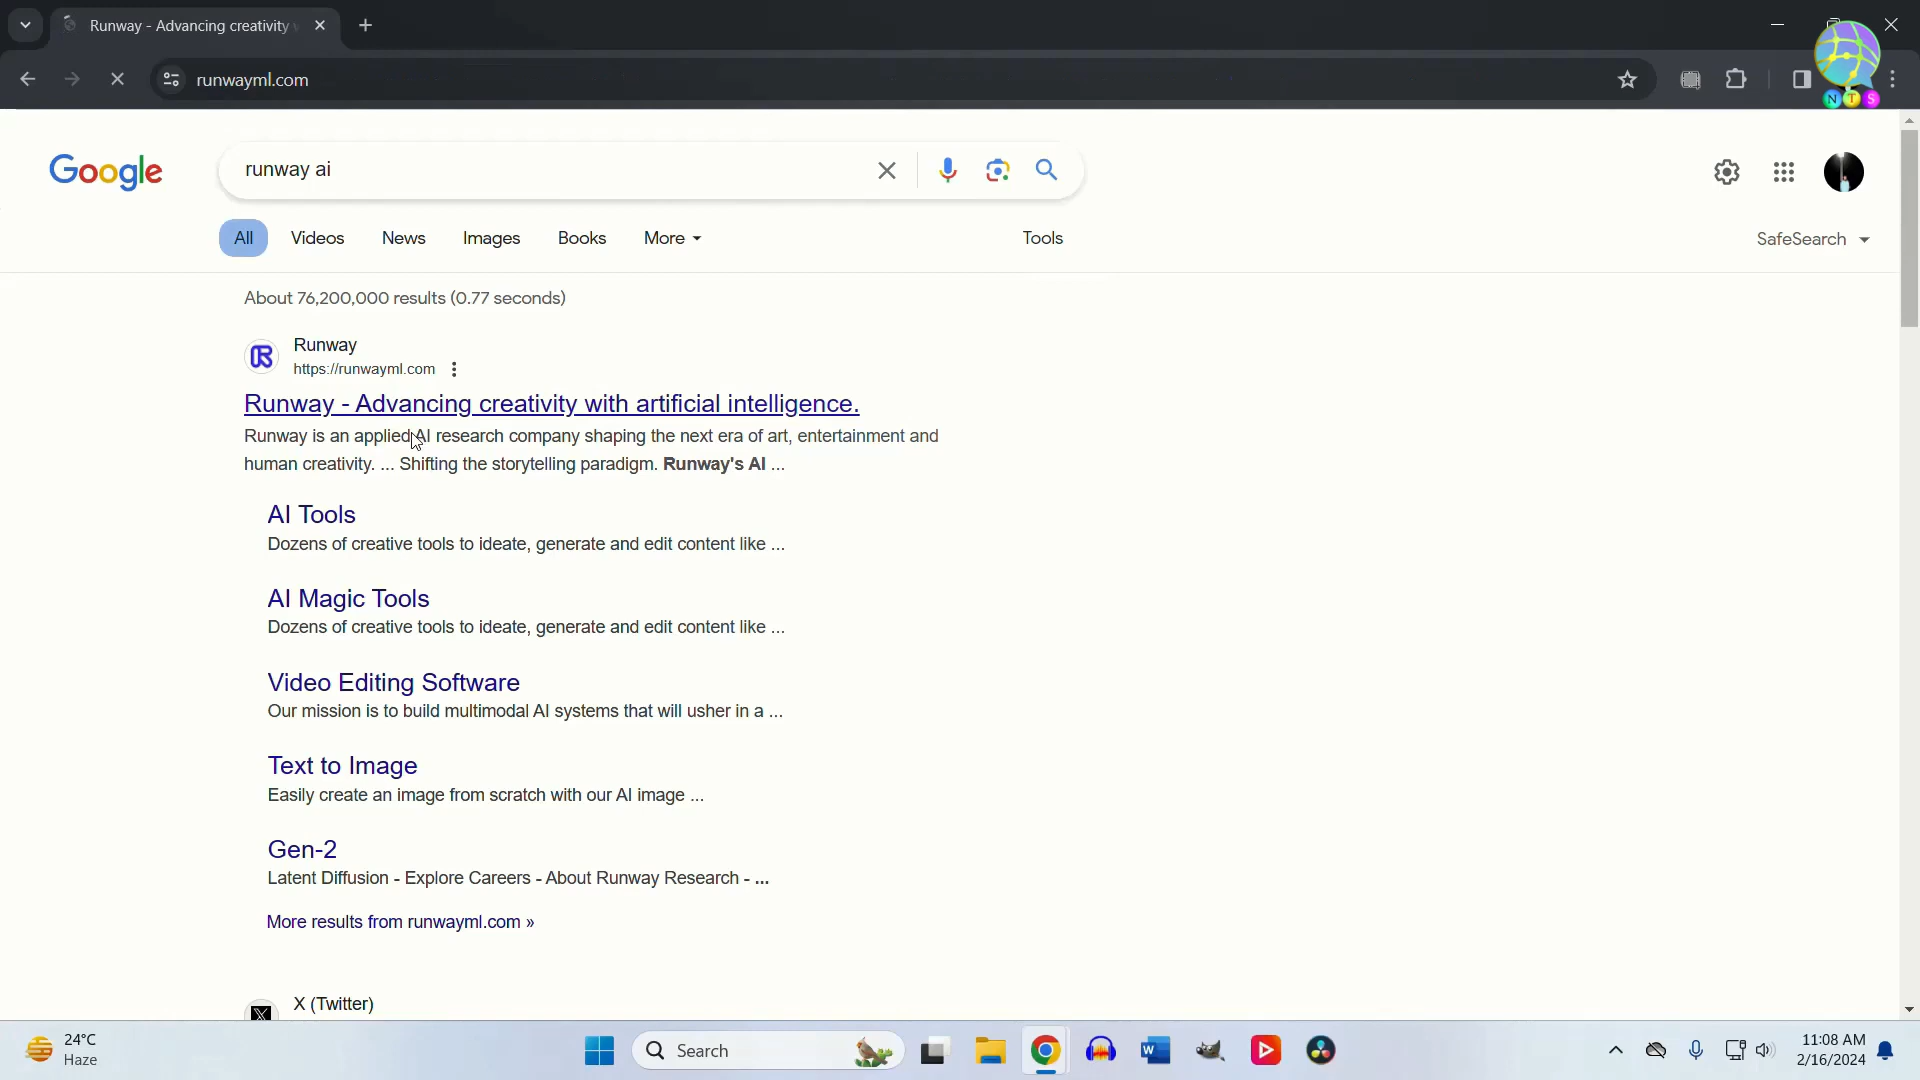 Runway - Advancing creativity
runwayml.com
N T S
Google
runway ai
All Videos News Images Books More Tools SafeSearch
About 76,200,000 results (0.77 seconds)
Runway
https://runwayml.com
Runway - Advancing creativity with artificial intelligence.
Runway is an applied AI research company shaping the next era of art, entertainment and
human creativity. ... Shifting the storytelling paradigm. Runway's AI ...
AI Tools
Dozens of creative tools to ideate, generate and edit content like ...
AI Magic Tools
Dozens of creative tools to ideate, generate and edit content like ...
Video Editing Software
Our mission is to build multimodal AI systems that will usher in a ...
Text to Image
Easily create an image from scratch with our AI image ...
Gen-2
Latent Diffusion - Explore Careers - About Runway Research - ...
More results from runwayml.com »
X (Twitter)
24°C
Haze
Search
11:08 AM
2/16/2024